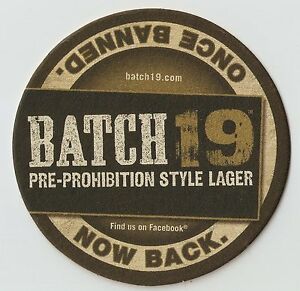 ONCE BANNED.
batch19.com
BATCH 19
PRE-PROHIBITION STYLE LAGER
Find us on Facebook®
NOW BACK.